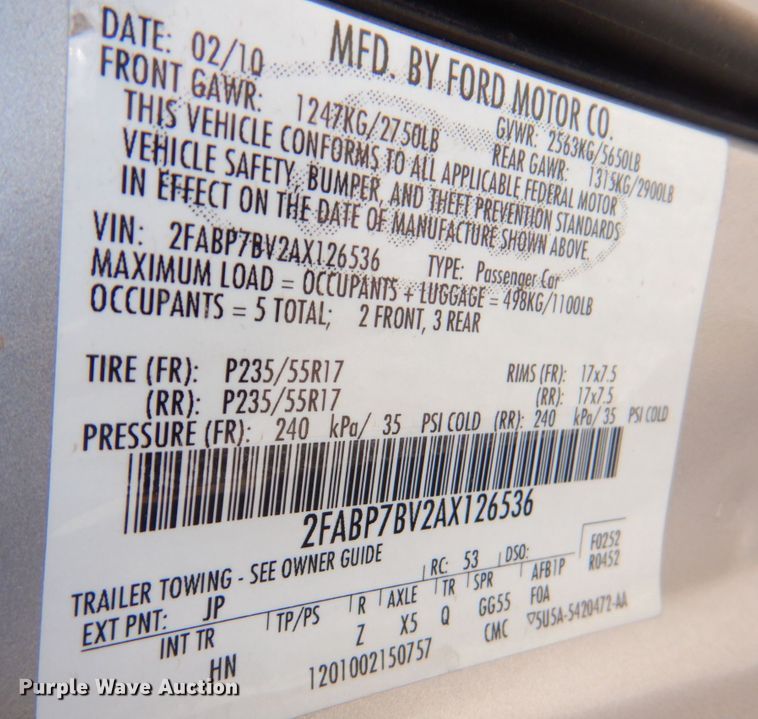 DATE: 02/10 MFD. BY FORD MOTOR CO.
FRONT GAWR: 1247KG/2750LB GVWR: 2563KG/5650LB
REAR GAWR: 1315KG/2900LB
THIS VEHICLE CONFORMS TO ALL APPLICABLE FEDERAL MOTOR
VEHICLE SAFETY, BUMPER, AND THEFT PREVENTION STANDARDS
IN EFFECT ON THE DATE OF MANUFACTURE SHOWN ABOVE.
VIN: 2FABP7BV2AX126536 TYPE: Passenger Car
MAXIMUM LOAD = OCCUPANTS + LUGGAGE = 498KG/1100LB
OCCUPANTS = 5 TOTAL; 2 FRONT, 3 REAR
TIRE (FR): P235/55R17 RIMS (FR): 17x7.5
(RR): P235/55R17 (RR): 17x7.5
PRESSURE (FR): 240 kPa/ 35 PSI COLD (RR): 240 kPa/ 35 PSI COLD
2FABP7BV2AX126536
TRAILER TOWING - SEE OWNER GUIDE RC: 53 DSO: F0252
EXT PNT: JP R0452
INT TR TP/PS R AXLE TR SPR AFB1P
HN Z X5 Q GG55 F0A
1201002150757 CMC ▽5U5A-5420472-AA
Purple Wave Auction